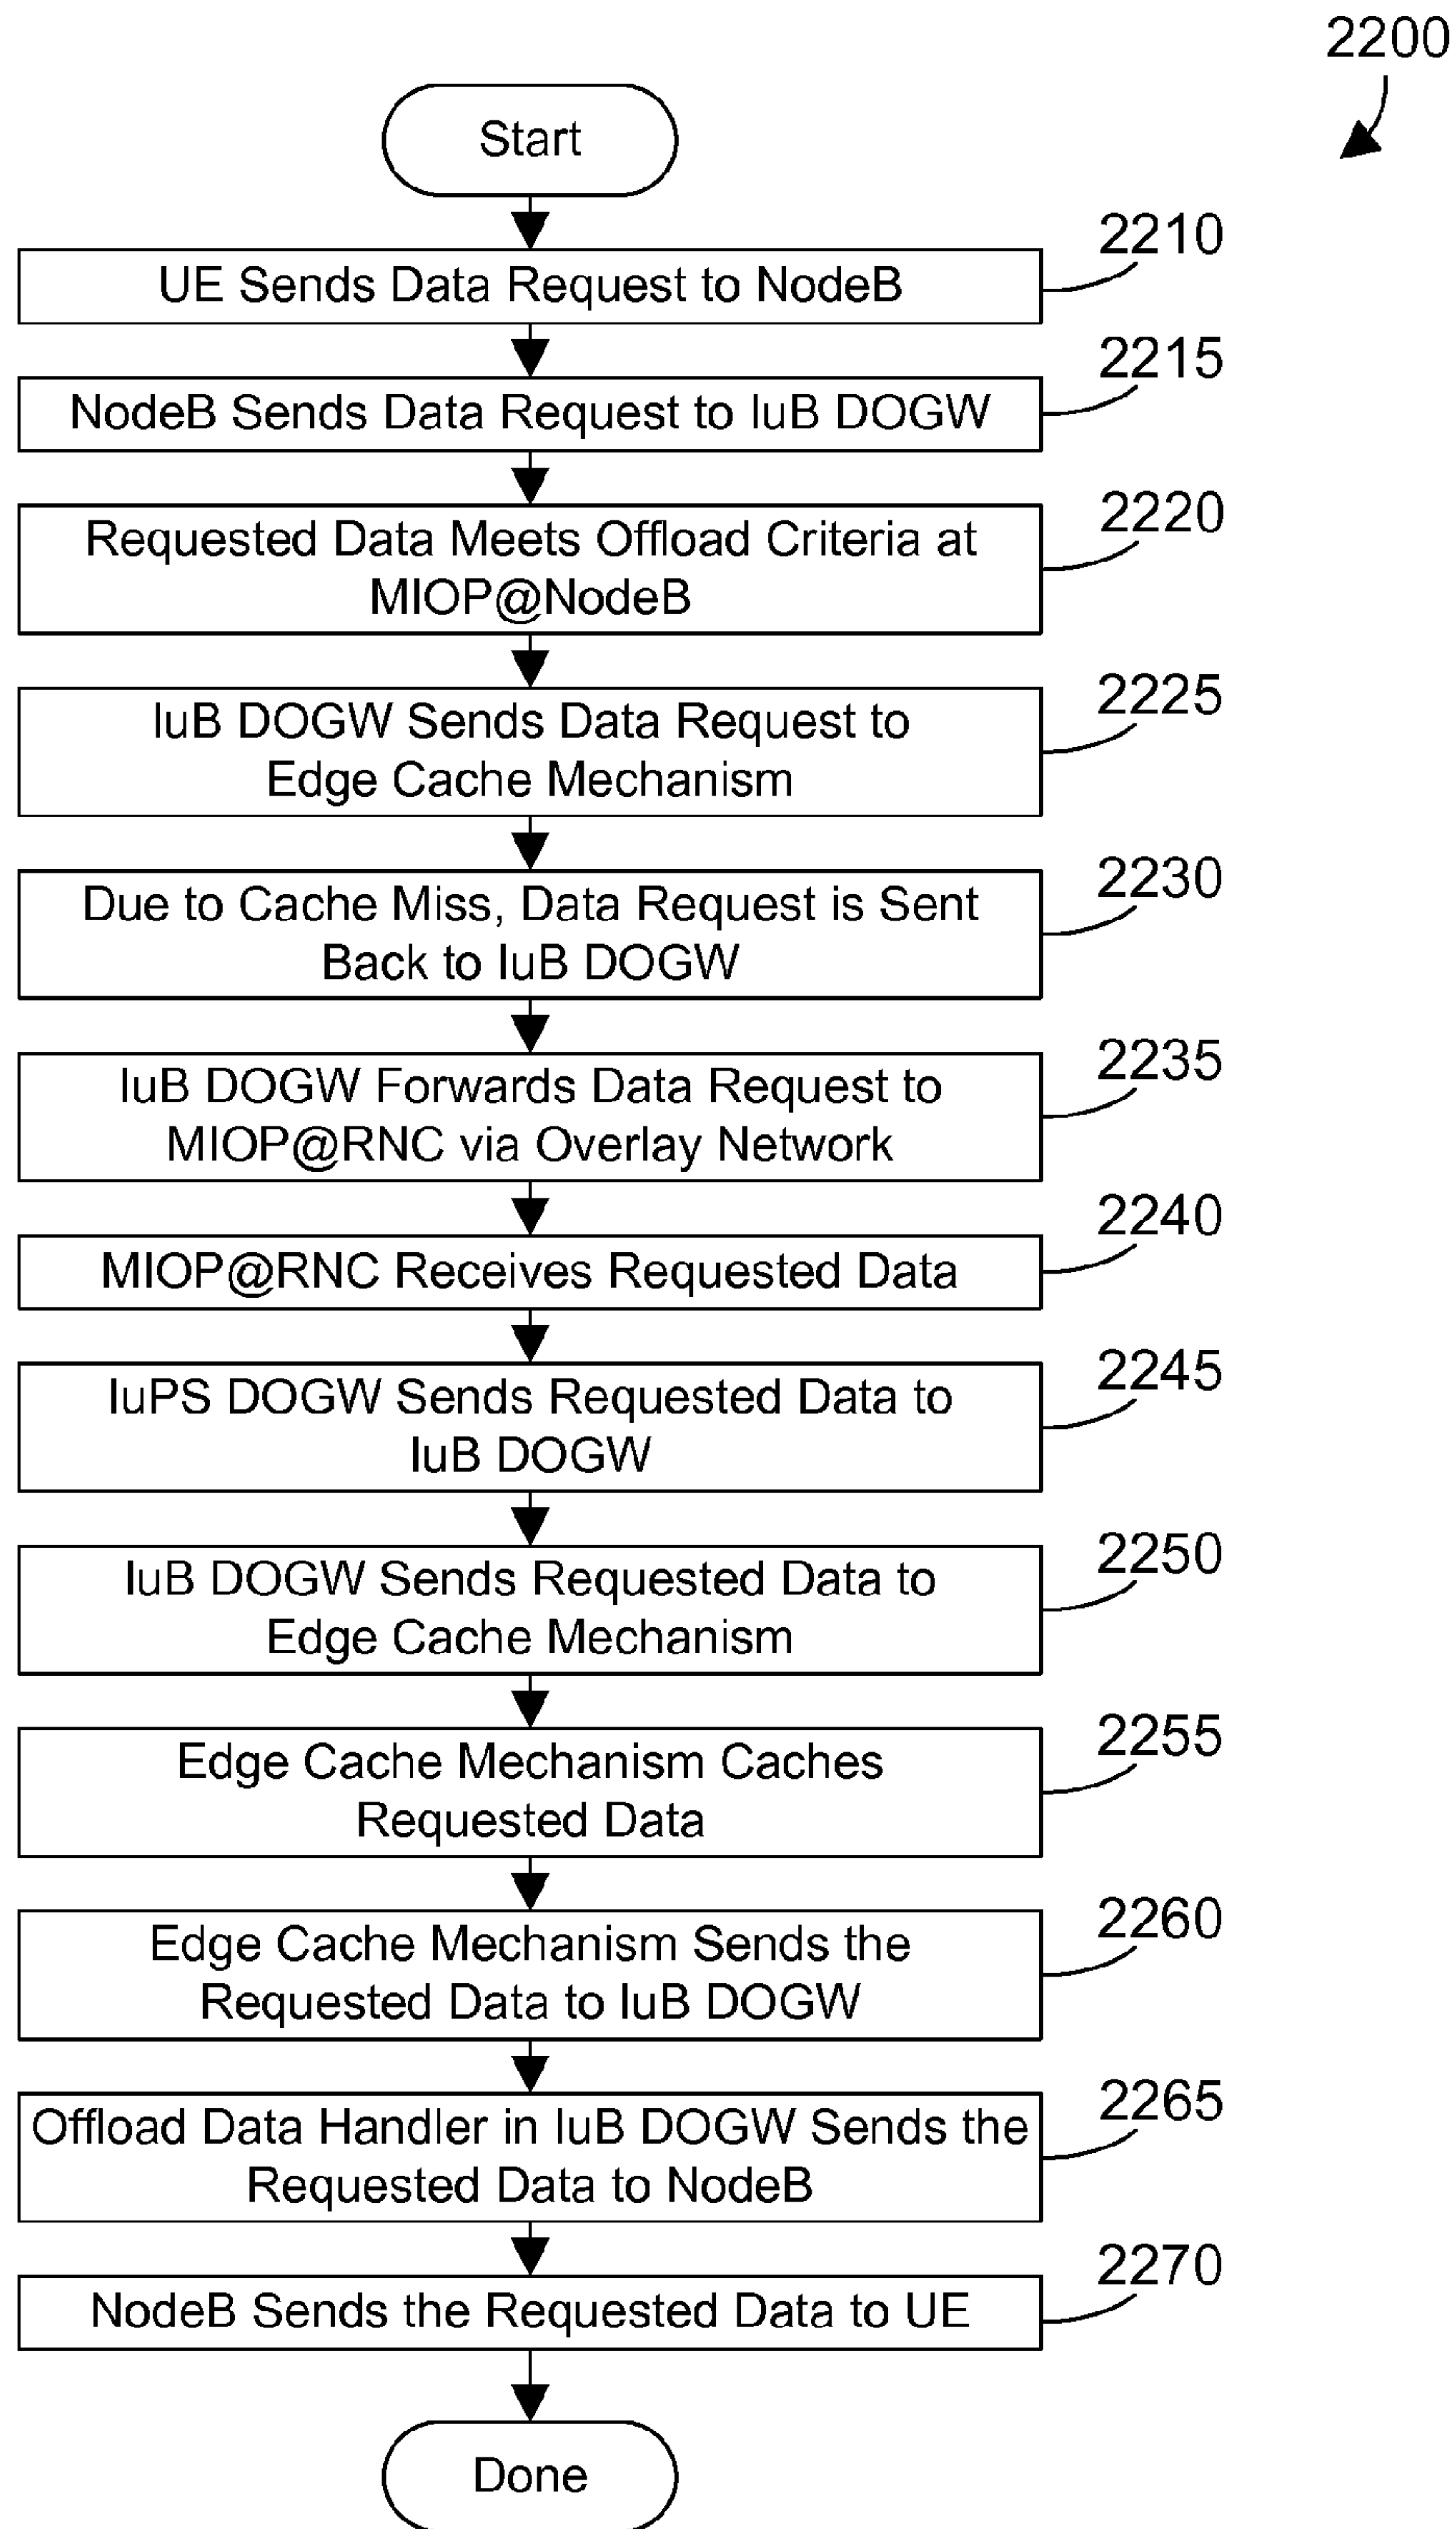 2200
Start
UE Sends Data Request to NodeB
2210
NodeB Sends Data Request to IuB DOGW
2215
Requested Data Meets Offload Criteria at
MIOP@NodeB
2220
IuB DOGW Sends Data Request to
Edge Cache Mechanism
2225
Due to Cache Miss, Data Request is Sent
Back to IuB DOGW
2230
IuB DOGW Forwards Data Request to
MIOP@RNC via Overlay Network
2235
MIOP@RNC Receives Requested Data
2240
IuPS DOGW Sends Requested Data to
IuB DOGW
2245
IuB DOGW Sends Requested Data to
Edge Cache Mechanism
2250
Edge Cache Mechanism Caches
Requested Data
2255
Edge Cache Mechanism Sends the
Requested Data to IuB DOGW
2260
Offload Data Handler in IuB DOGW Sends the
Requested Data to NodeB
2265
NodeB Sends the Requested Data to UE
2270
Done